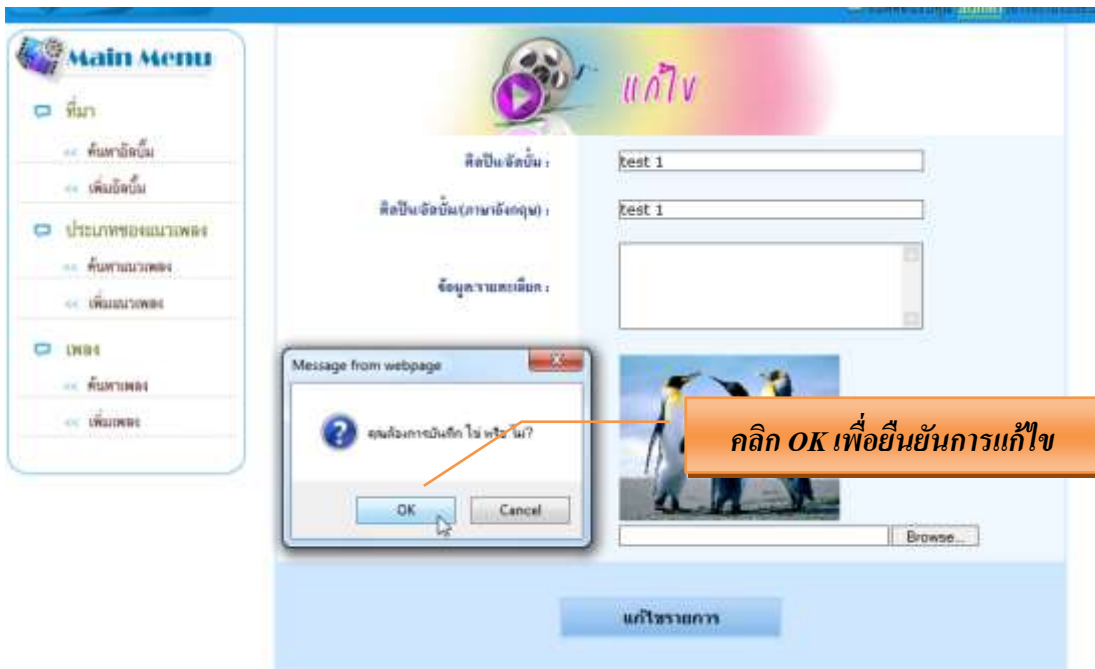 Main Menu
ที่มา
<< ค้นหาอัลบั้ม
<< เพิ่มอัลบั้ม
ประเภทของแนวเพลง
<< ค้นหาแนวเพลง
<< เพิ่มแนวเพลง
เพลง
<< ค้นหาเพลง
<< เพิ่มเพลง
แก้ไข
ศิลปิน/อัลบั้ม : test 1
ศิลปิน/อัลบั้ม(ภาษาอังกฤษ) : test 1
ข้อมูลรายละเอียด :
Message from webpage
คุณต้องการบันทึก ใช่ หรือ ไม่?
OK Cancel
คลิก OK เพื่อยืนยันการแก้ไข
Browse...
แก้ไขรายการ